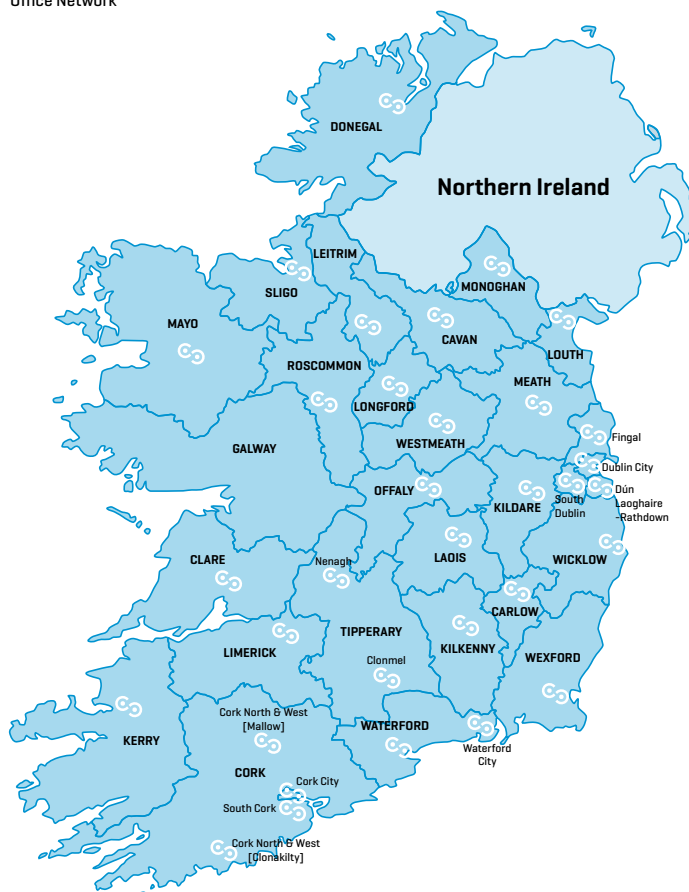 Office Network
DONEGAL
Northern Ireland
LEITRIM
MONOGHAN
SLIGO
MAYO
CAVAN
LOUTH
ROSCOMMON
MEATH
LONGFORD
WESTMEATH
GALWAY
Fingal
Dublin City
OFFALY
KILDARE
South
Dublin
Dún
Laoghaire
-Rathdown
CLARE
Nenagh
LAOIS
WICKLOW
CARLOW
TIPPERARY
LIMERICK
KILKENNY
WEXFORD
Clonmel
Cork North & West
[Mallow]
WATERFORD
KERRY
Waterford
City
CORK
Cork City
South Cork
Cork North & West
[Clonakilty]